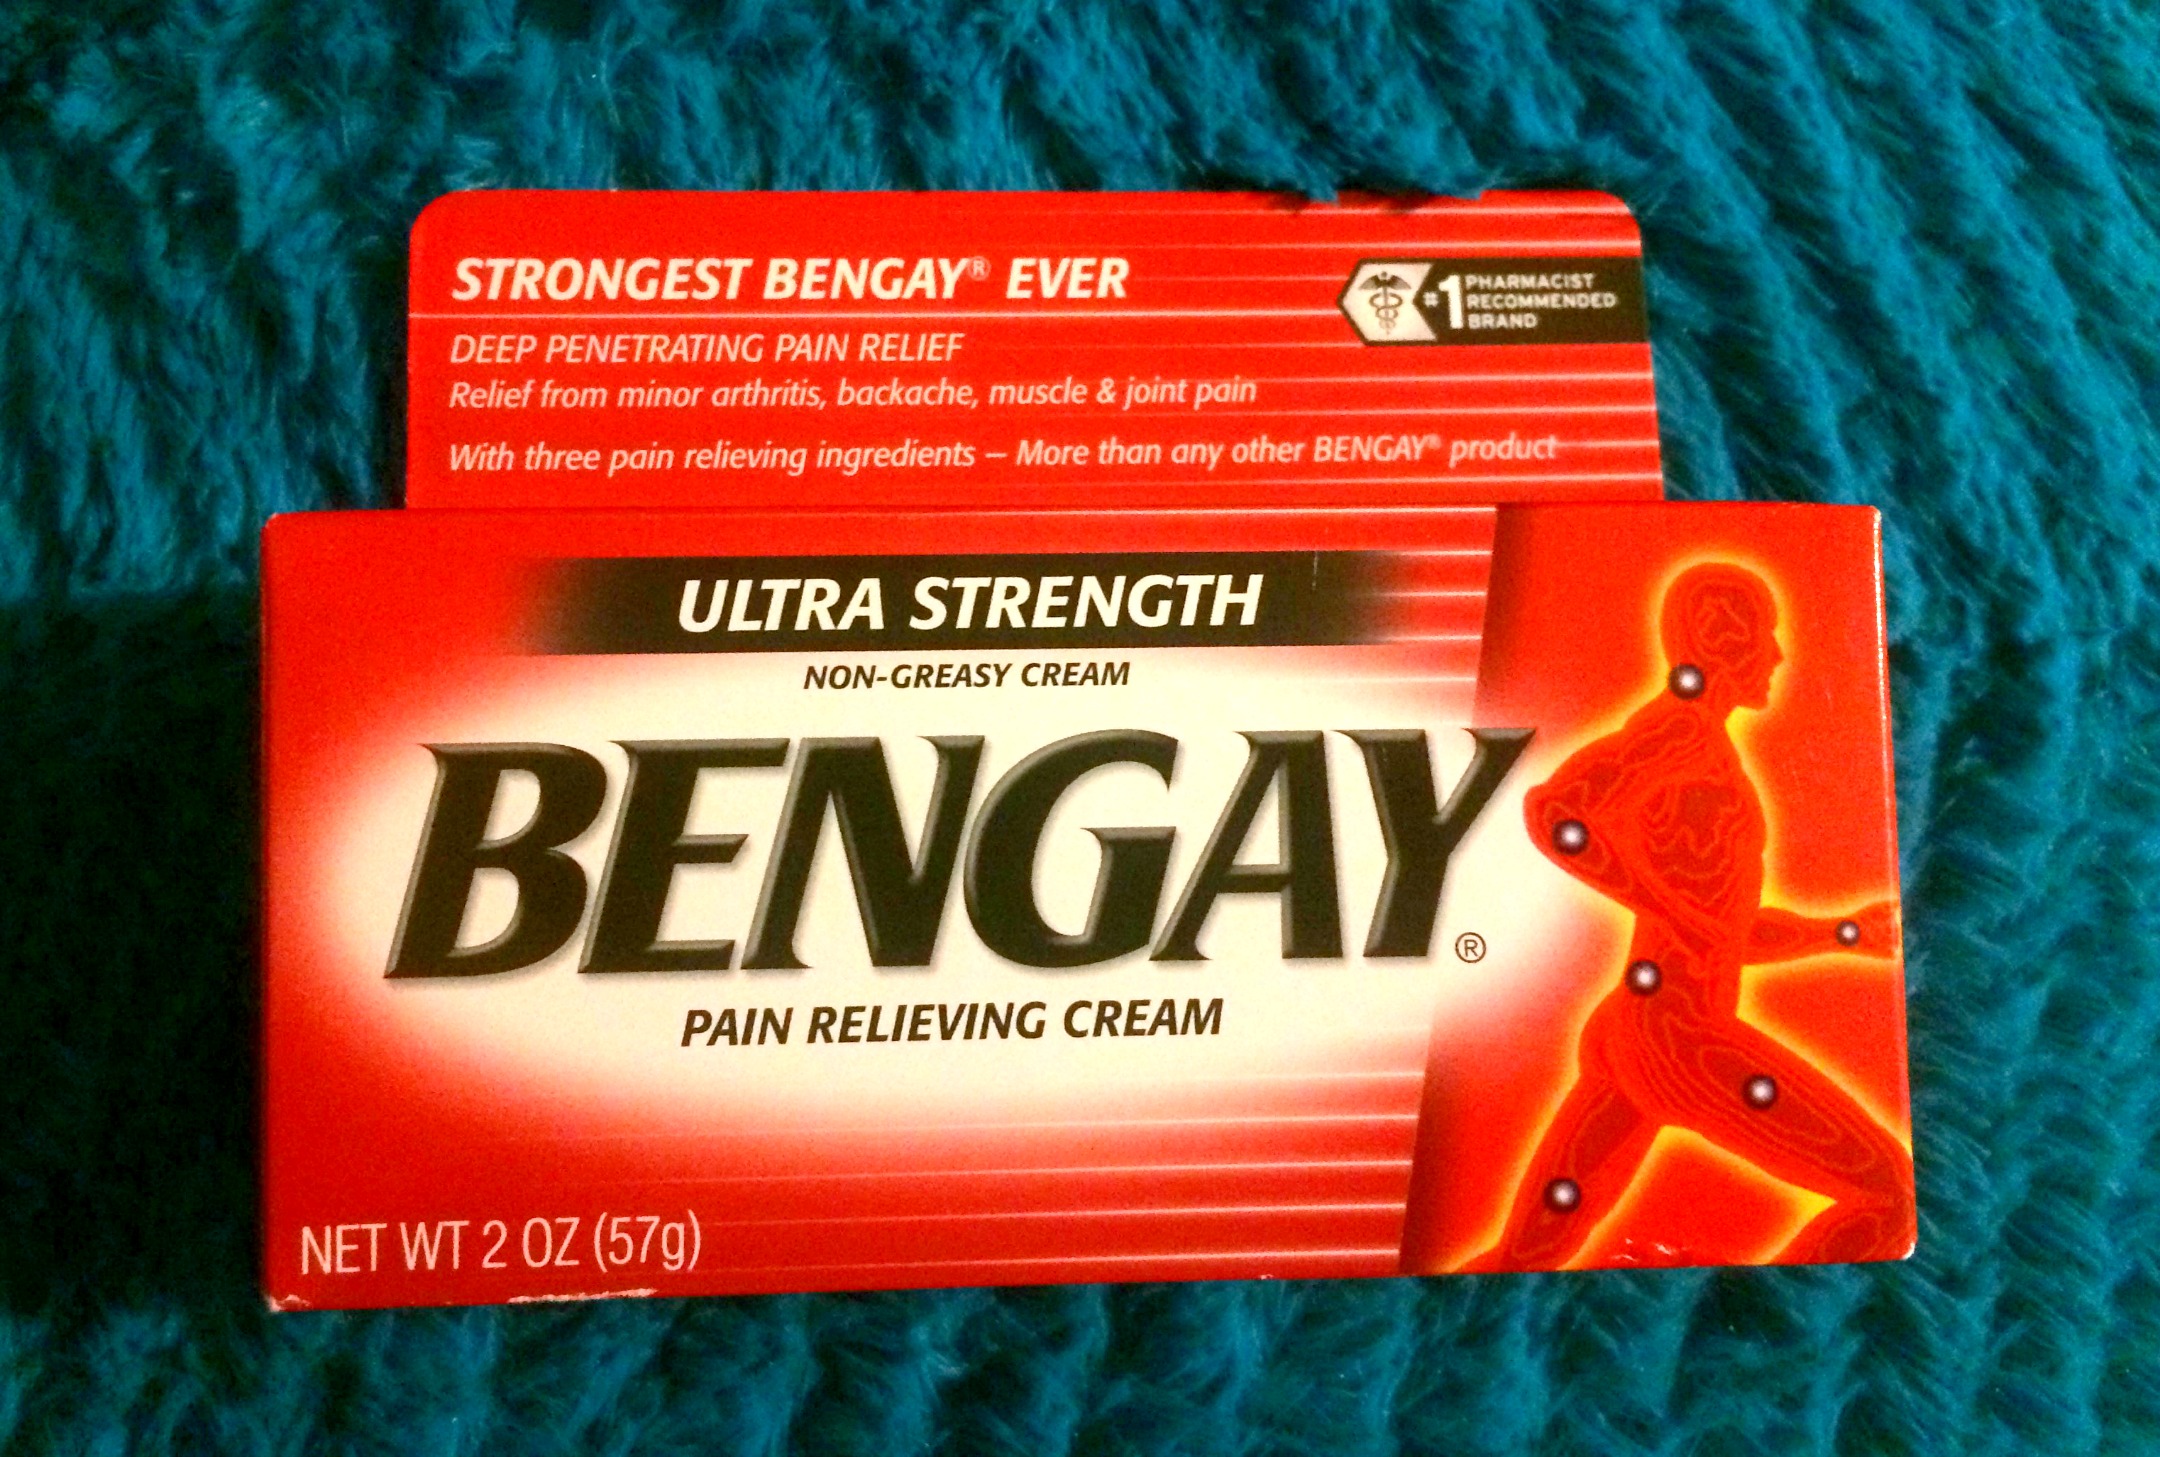 STRONGEST BENGAY® EVER
#1 PHARMACIST
RECOMMENDED
BRAND
DEEP PENETRATING PAIN RELIEF
Relief from minor arthritis, backache, muscle & joint pain
With three pain relieving ingredients – More than any other BENGAY® product
ULTRA STRENGTH
NON-GREASY CREAM
BENGAY®
PAIN RELIEVING CREAM
NET WT 2 OZ (57g)